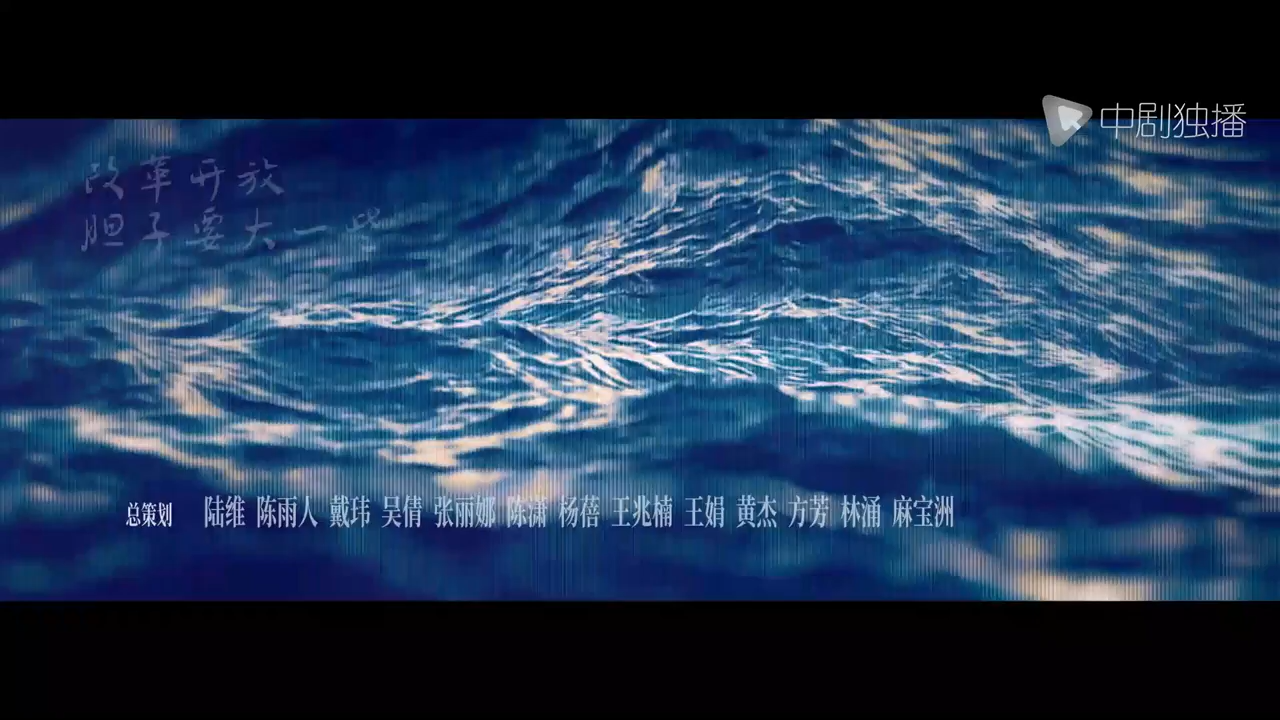 中剧独播
改革开放
胆子要大一些
总策划 陆维 陈雨人 戴玮 吴倩 张丽娜 陈潇 杨蓓 王兆楠 王娟 黄杰 方芳 林涌 麻宝洲